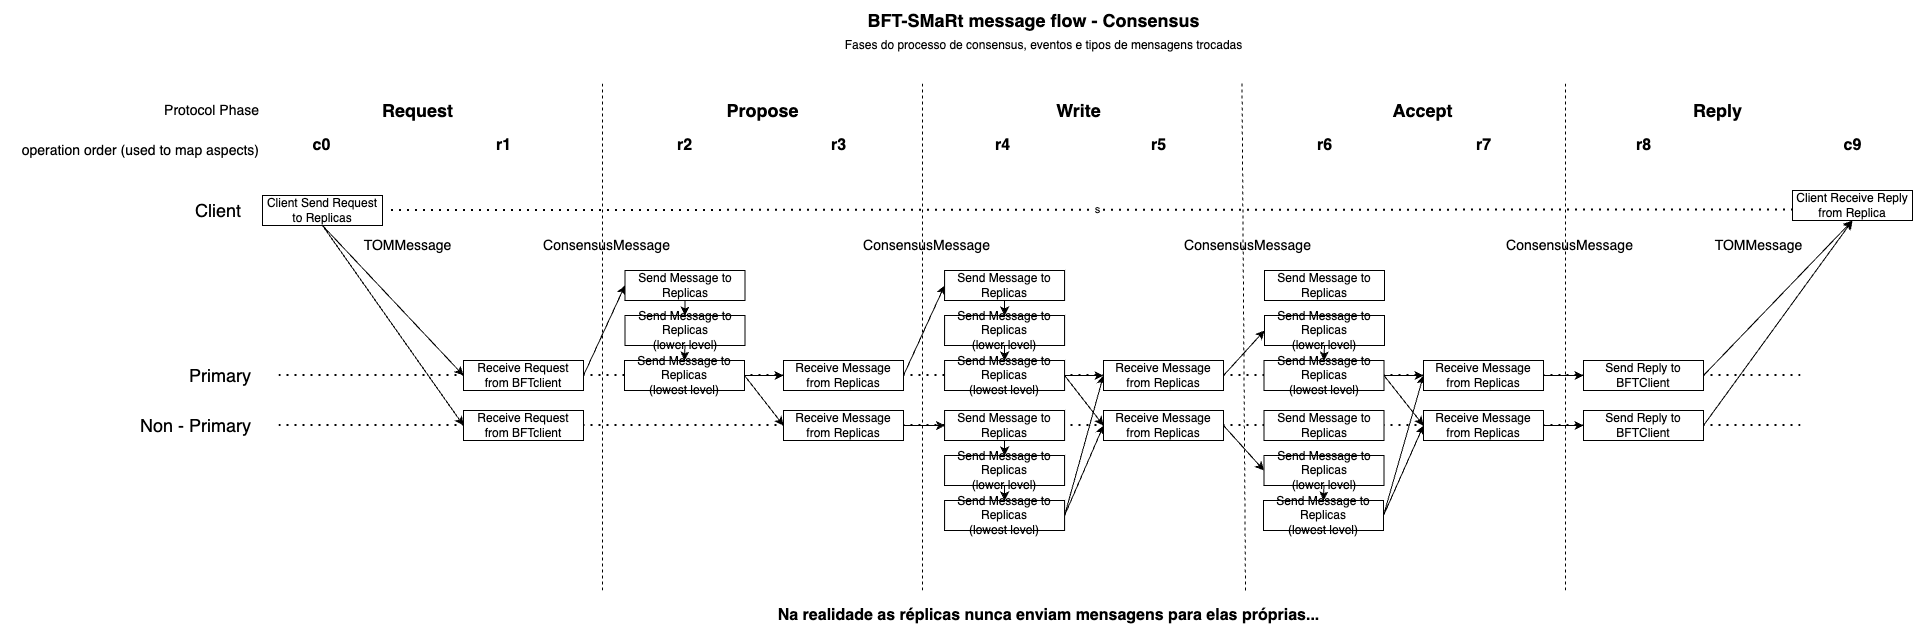 BFT-SMaRt message flow - Consensus
Fases do processo de consensus, eventos e tipos de mensagens trocadas
Protocol Phase
Request
Propose
Write
Accept
Reply
operation order (used to map aspects)
c0
r1
r2
r3
r4
r5
r6
r7
r8
c9
Client
Client Send Request
to Replicas
s
Client Receive Reply
from Replica
TOMMessage
ConsensusMessage
ConsensusMessage
ConsensusMessage
ConsensusMessage
TOMMessage
Send Message to
Replicas
Send Message to
Replicas
Send Message to
Replicas
Send Message to
Replicas
(lower level)
Send Message to
Replicas
(lower level)
Send Message to
Replicas
(lower level)
Primary
Receive Request
from BFTclient
Send Message to
Replicas
(lowest level)
Receive Message
from Replicas
Send Message to
Replicas
(lowest level)
Receive Message
from Replicas
Send Message to
Replicas
(lowest level)
Receive Message
from Replicas
Send Reply to
BFTClient
Non - Primary
Receive Request
from BFTclient
Receive Message
from Replicas
Send Message to
Replicas
Receive Message
from Replicas
Send Message to
Replicas
Receive Message
from Replicas
Send Reply to
BFTClient
Send Message to
Replicas
(lower level)
Send Message to
Replicas
(lower level)
Send Message to
Replicas
(lowest level)
Send Message to
Replicas
(lowest level)
Na realidade as réplicas nunca enviam mensagens para elas próprias...